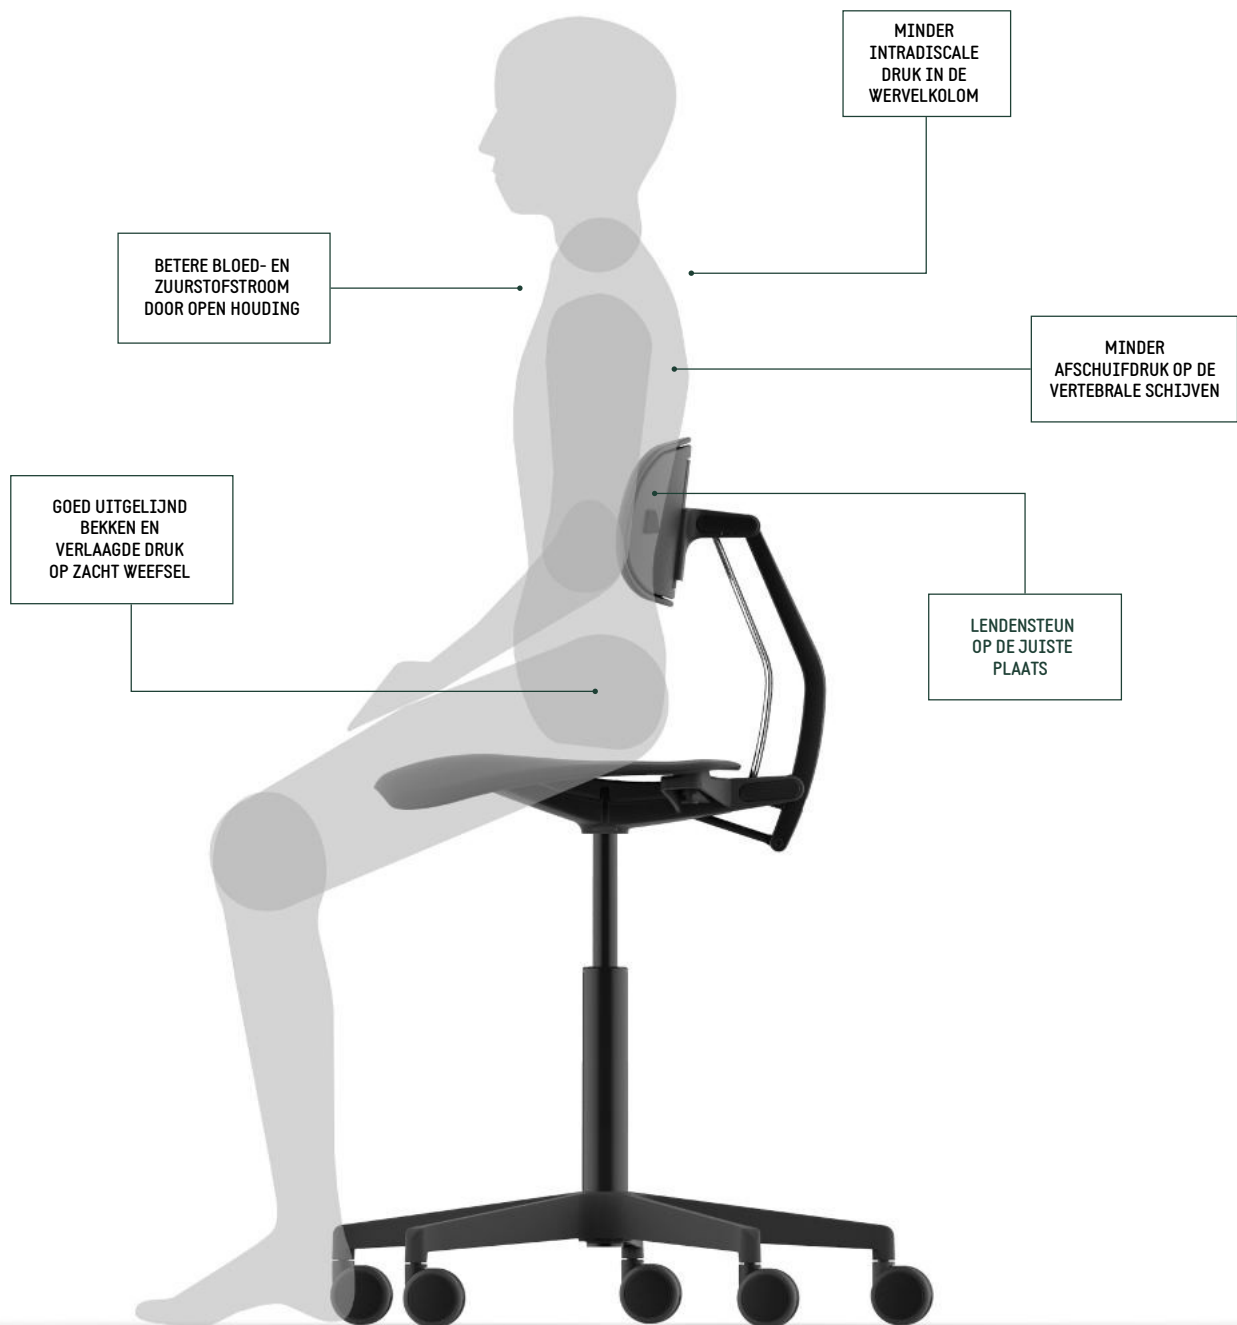 MINDER
INTRADISCALE
DRUK IN DE
WERVELKOLOM
BETERE BLOED- EN
ZUURSTOFSTROOM
DOOR OPEN HOUDING
MINDER
AFSCHUIFDRUK OP DE
VERTEBRALE SCHIJVEN
GOED UITGELIJND
BEKKEN EN
VERLAAGDE DRUK
OP ZACHT WEEFSEL
LENDENSTEUN
OP DE JUISTE
PLAATS